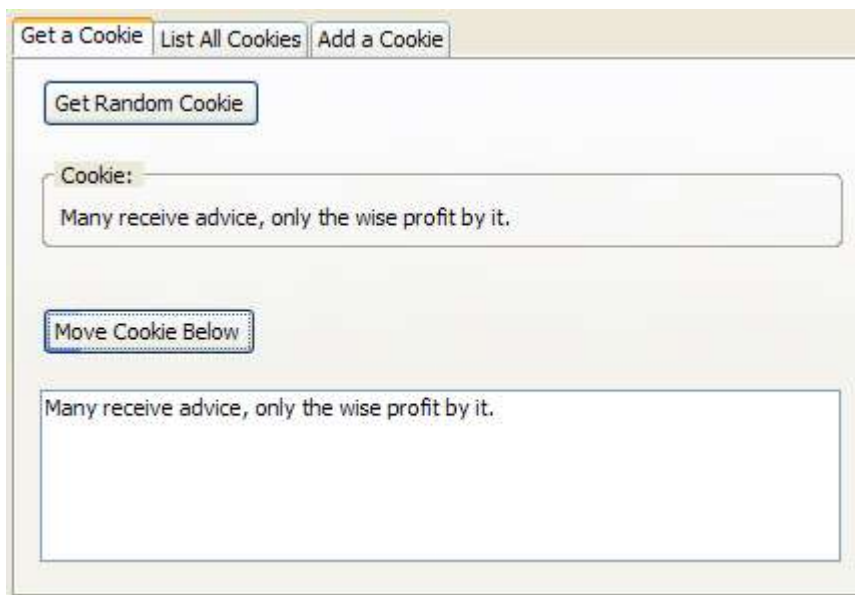 Get a Cookie List All Cookies Add a Cookie
Get Random Cookie
Cookie:
Many receive advice, only the wise profit by it.
Move Cookie Below
Many receive advice, only the wise profit by it.